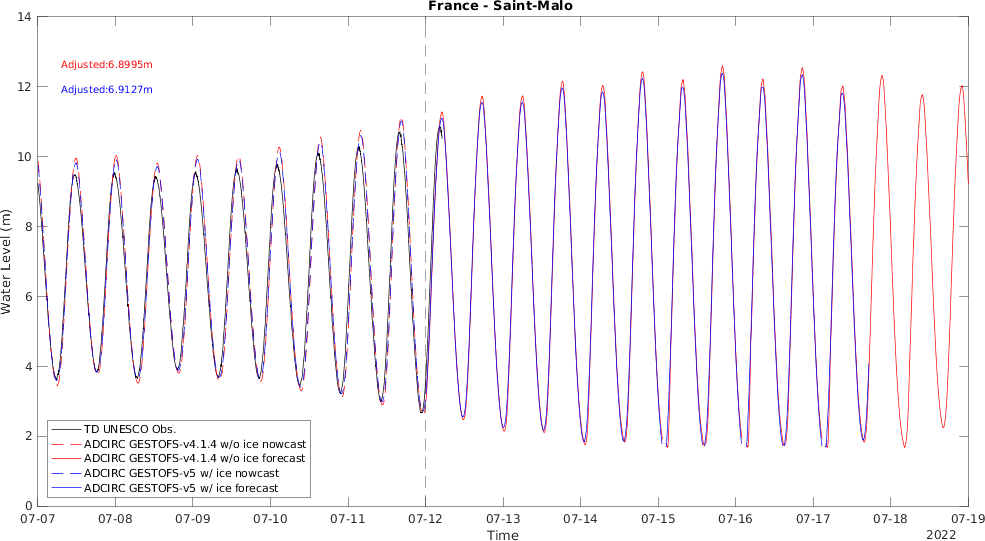 France - Saint-Malo
14
12
10
8
6
4
2
0
Water Level (m)
Adjusted:6.8995m
Adjusted:6.9127m
TD UNESCO Obs.
ADCIRC GESTOFS-v4.1.4 w/o ice nowcast
ADCIRC GESTOFS-v4.1.4 w/o ice forecast
ADCIRC GESTOFS-v5 w/ ice nowcast
ADCIRC GESTOFS-v5 w/ ice forecast
07-07 07-08 07-09 07-10 07-11 07-12 07-13 07-14 07-15 07-16 07-17 07-18 07-19
Time
2022